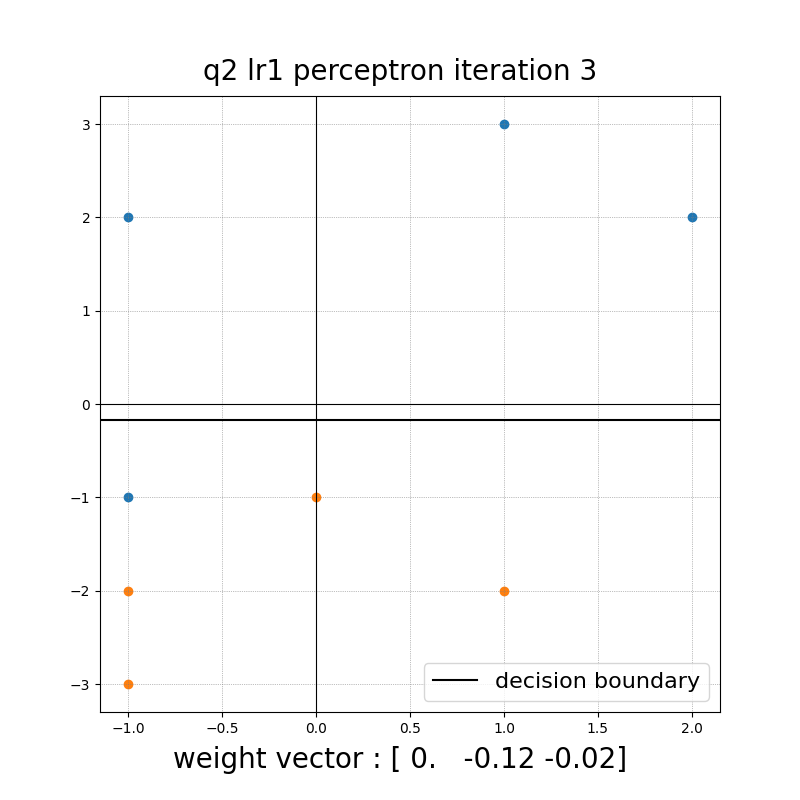 q2 lr1 perceptron iteration 3
3
2
1
0
−1
−2
−3
decision boundary
−1.0 −0.5 0.0 0.5 1.0 1.5 2.0
weight vector : [ 0. -0.12 -0.02]